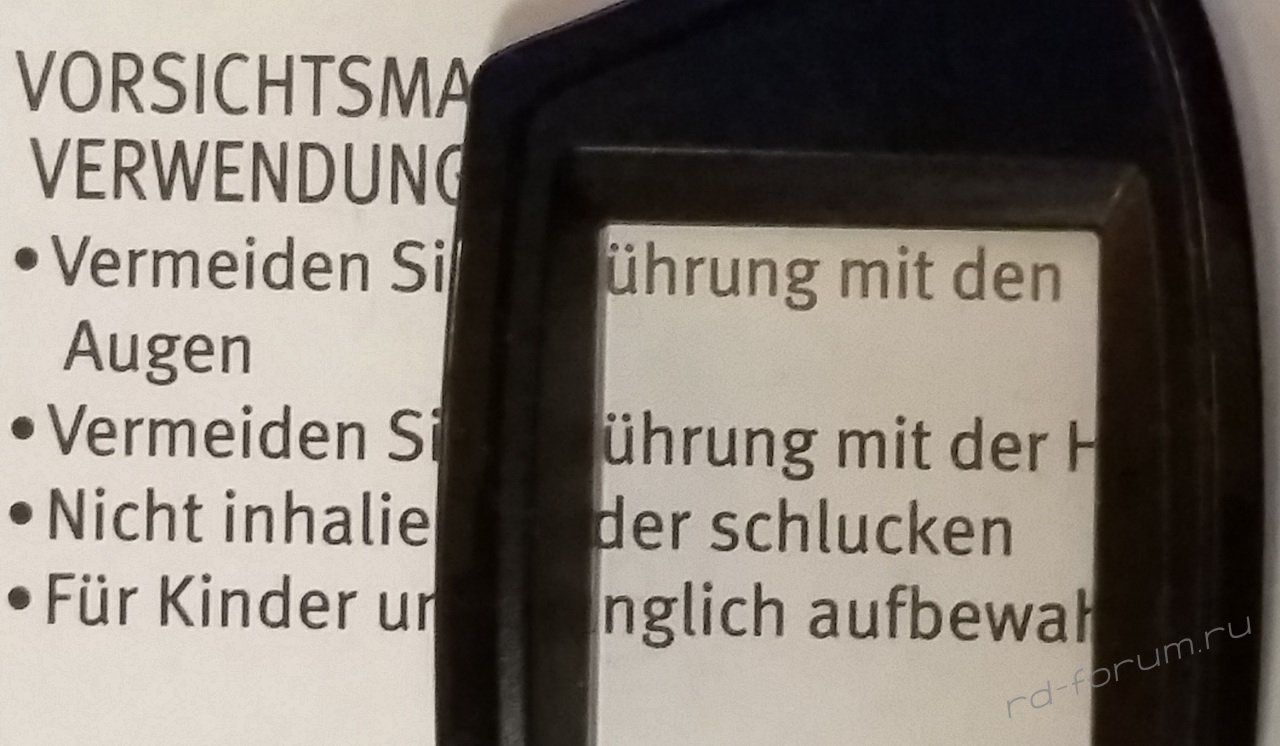 VORSICHTSMA
VERWENDUNG
• Vermeiden Si ührung mit den
Augen
• Vermeiden Si ührung mit der H
• Nicht inhalie der schlucken
• Für Kinder un nglich aufbewah
rd-forum.ru